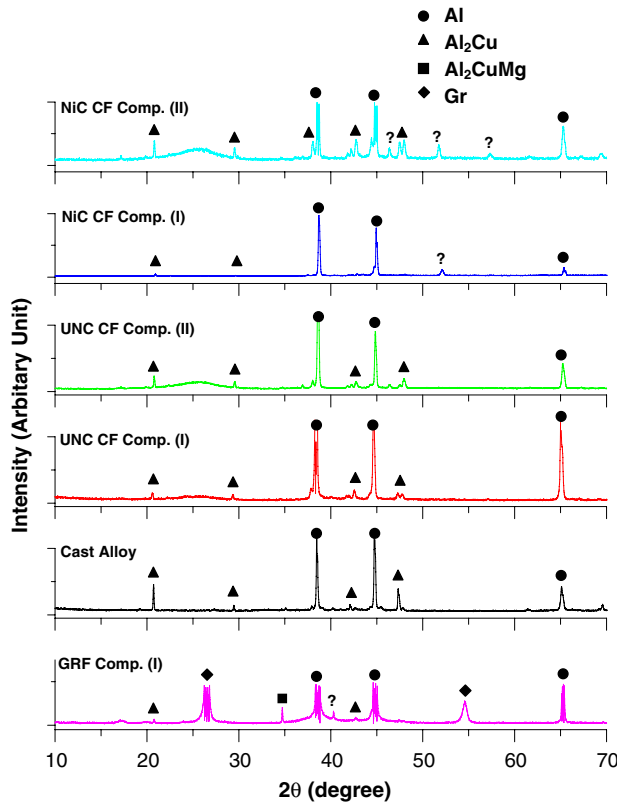 Al
Al₂Cu
Al₂CuMg
Gr
NiC CF Comp. (II)
? ? ?
NiC CF Comp. (I)
?
UNC CF Comp. (II)
UNC CF Comp. (I)
Cast Alloy
GRF Comp. (I)
?
10 20 30 40 50 60 70
2θ (degree)
Intensity (Arbitary Unit)